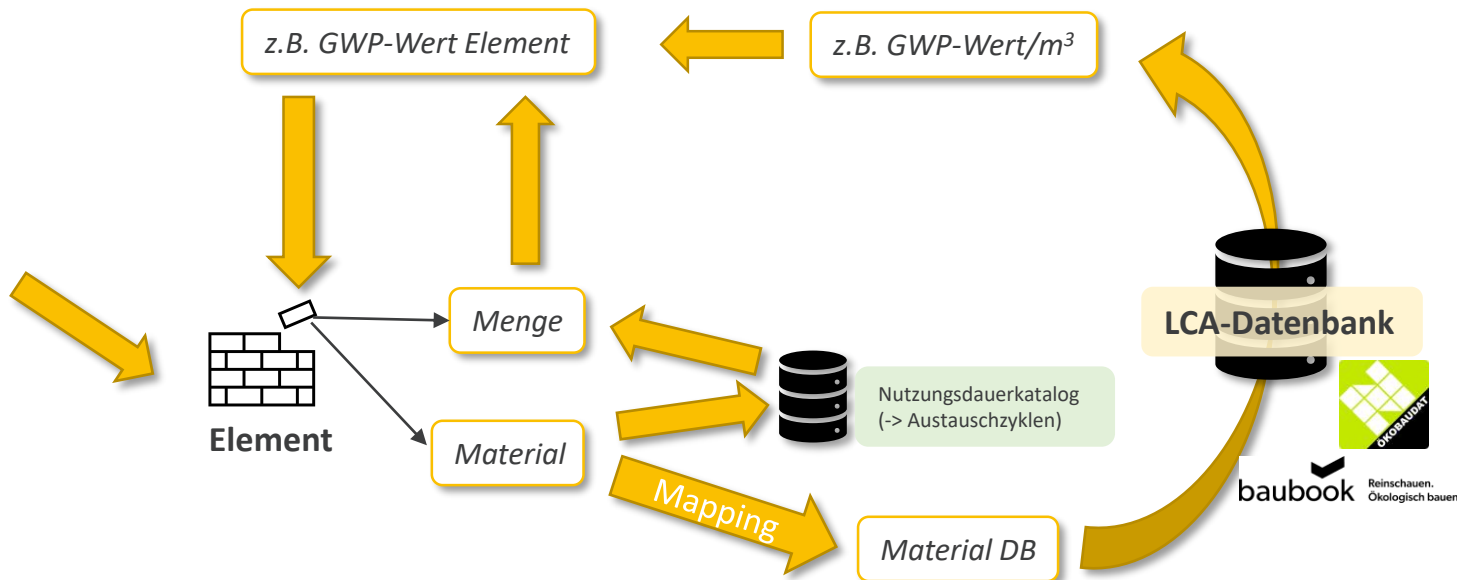 z.B. GWP-Wert Element
z.B. GWP-Wert/m³
Menge
LCA-Datenbank
Nutzungsdauerkatalog
(-> Austauschzyklen)
ÖKOBAUDAT
Element
Material
Mapping
baubook
Reinschauen.
Ökologisch bauen
Material DB